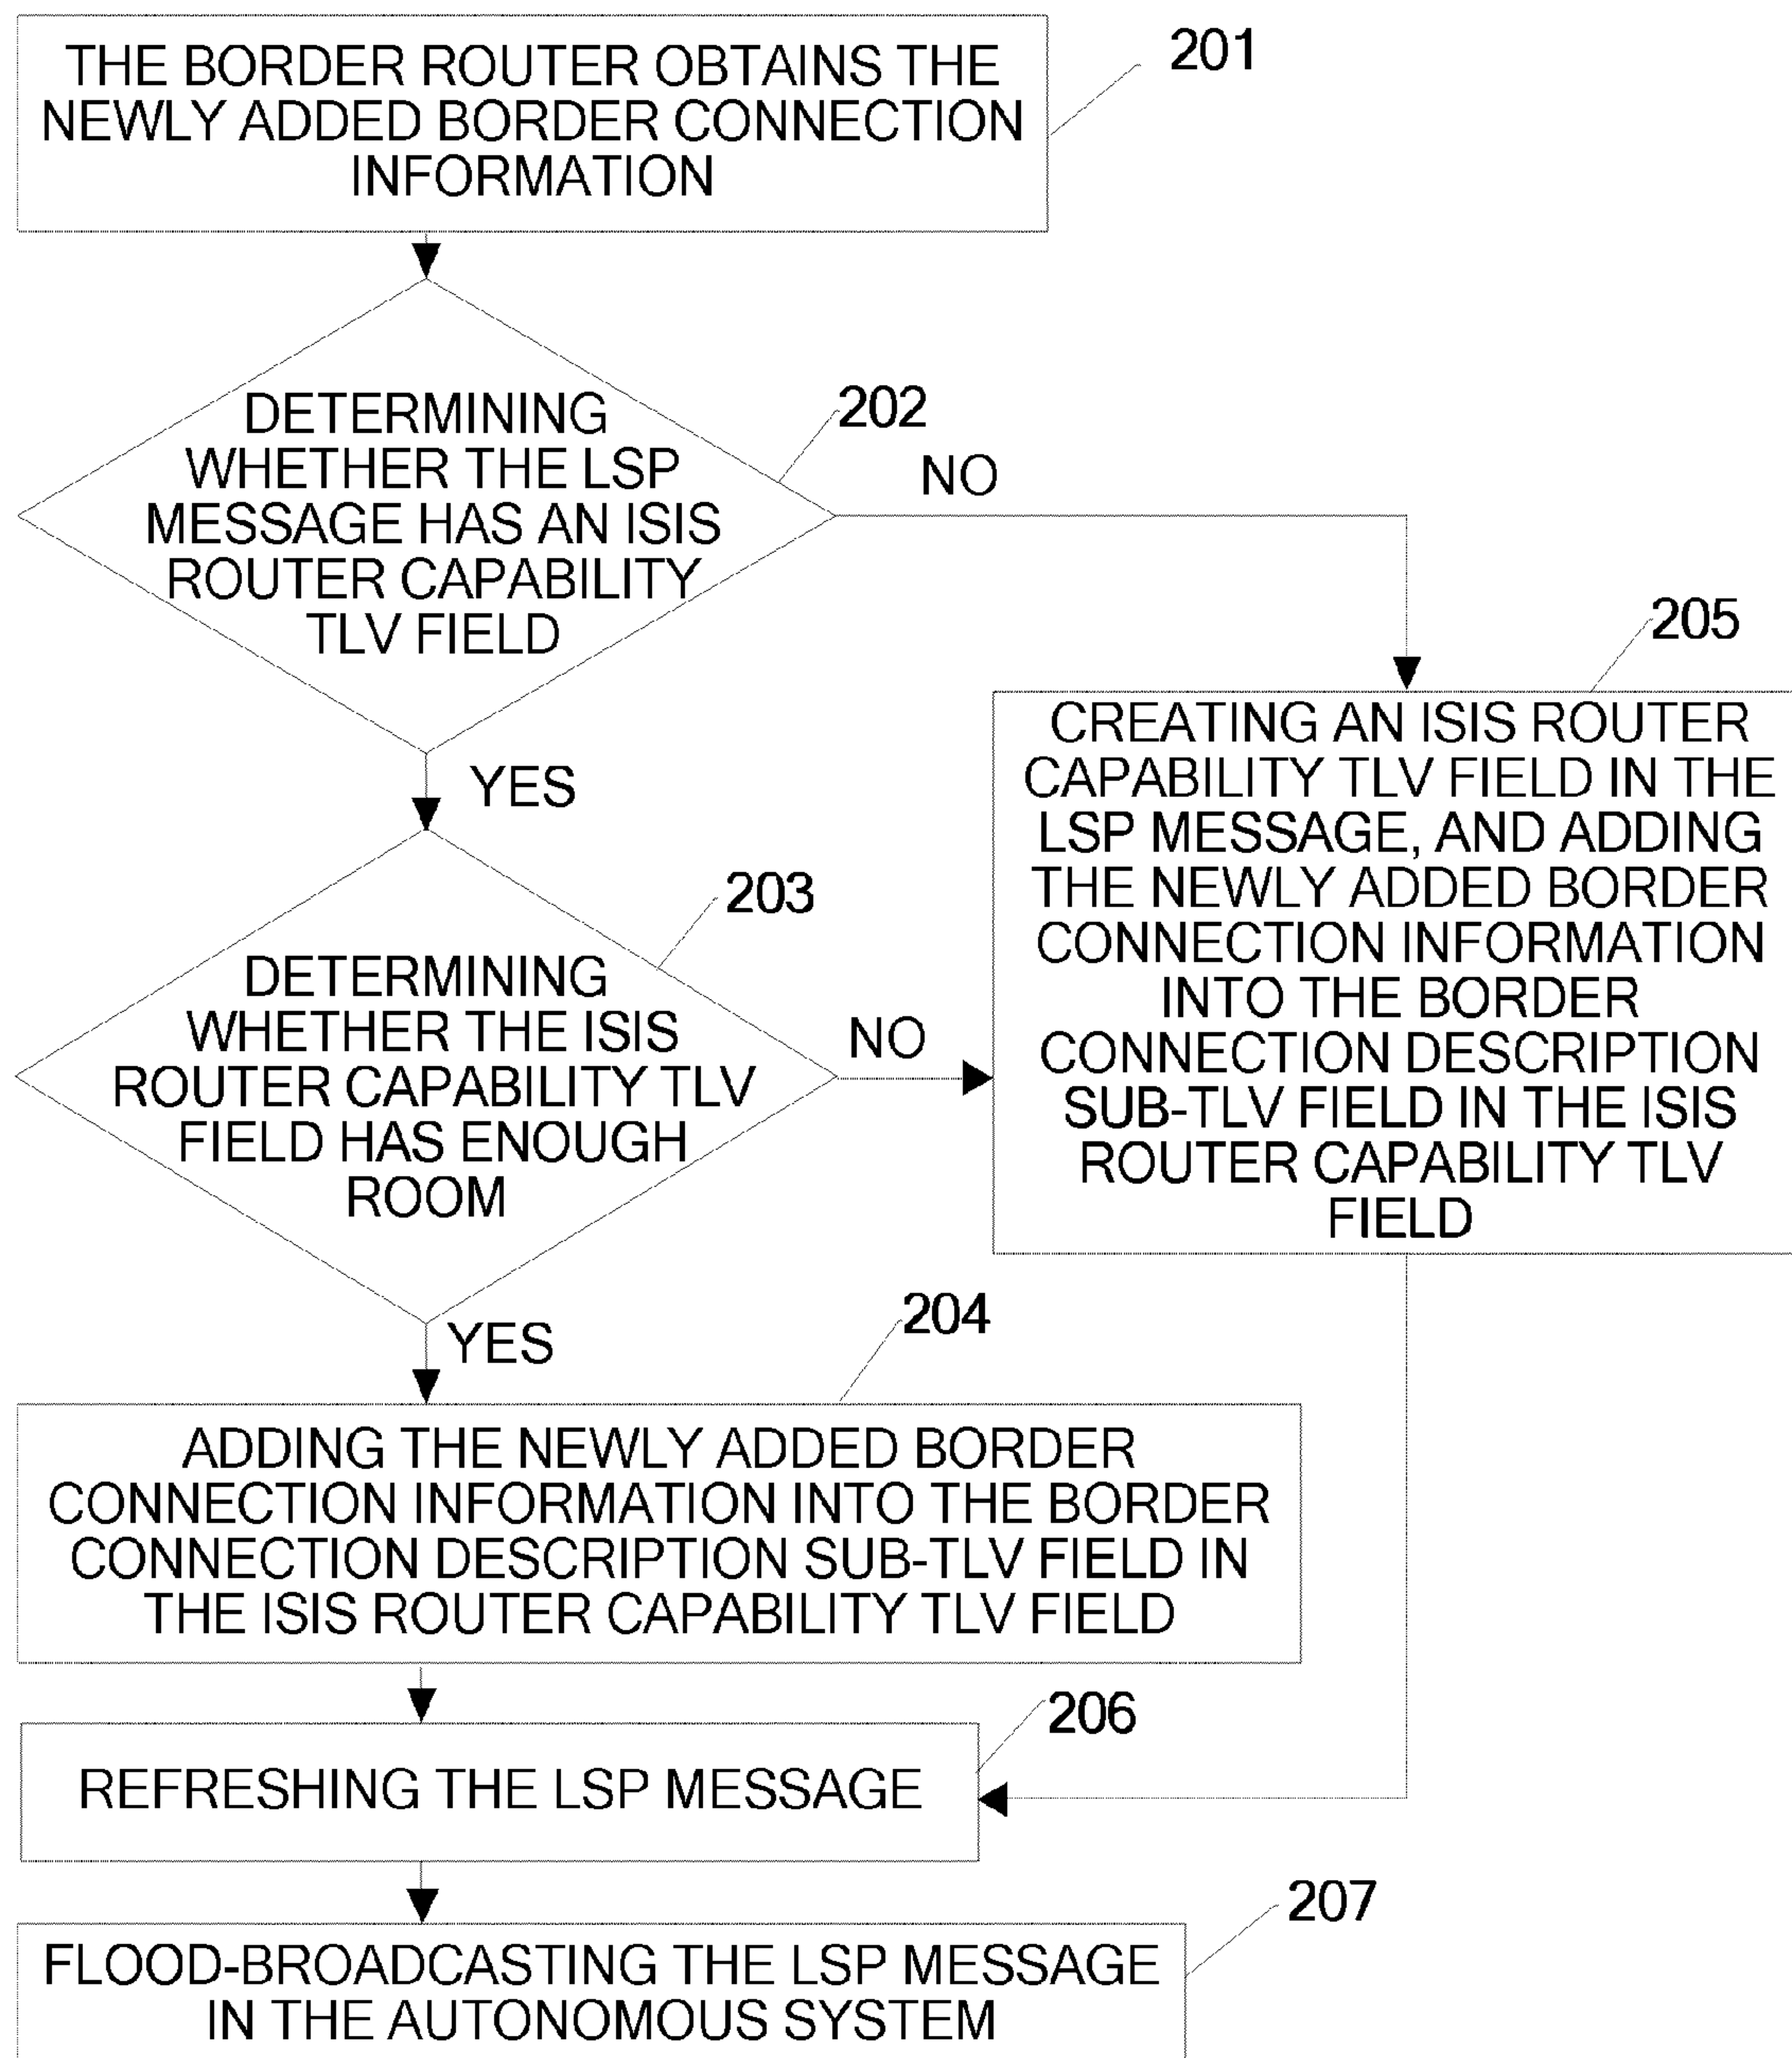 THE BORDER ROUTER OBTAINS THE
NEWLY ADDED BORDER CONNECTION
INFORMATION
201
DETERMINING
WHETHER THE LSP
MESSAGE HAS AN ISIS
ROUTER CAPABILITY
TLV FIELD
202
NO
YES
205
CREATING AN ISIS ROUTER
CAPABILITY TLV FIELD IN THE
LSP MESSAGE, AND ADDING
THE NEWLY ADDED BORDER
CONNECTION INFORMATION
INTO THE BORDER
CONNECTION DESCRIPTION
SUB-TLV FIELD IN THE ISIS
ROUTER CAPABILITY TLV
FIELD
203
DETERMINING
WHETHER THE ISIS
ROUTER CAPABILITY TLV
FIELD HAS ENOUGH
ROOM
NO
YES
204
ADDING THE NEWLY ADDED BORDER
CONNECTION INFORMATION INTO THE BORDER
CONNECTION DESCRIPTION SUB-TLV FIELD IN
THE ISIS ROUTER CAPABILITY TLV FIELD
206
REFRESHING THE LSP MESSAGE
207
FLOOD-BROADCASTING THE LSP MESSAGE
IN THE AUTONOMOUS SYSTEM